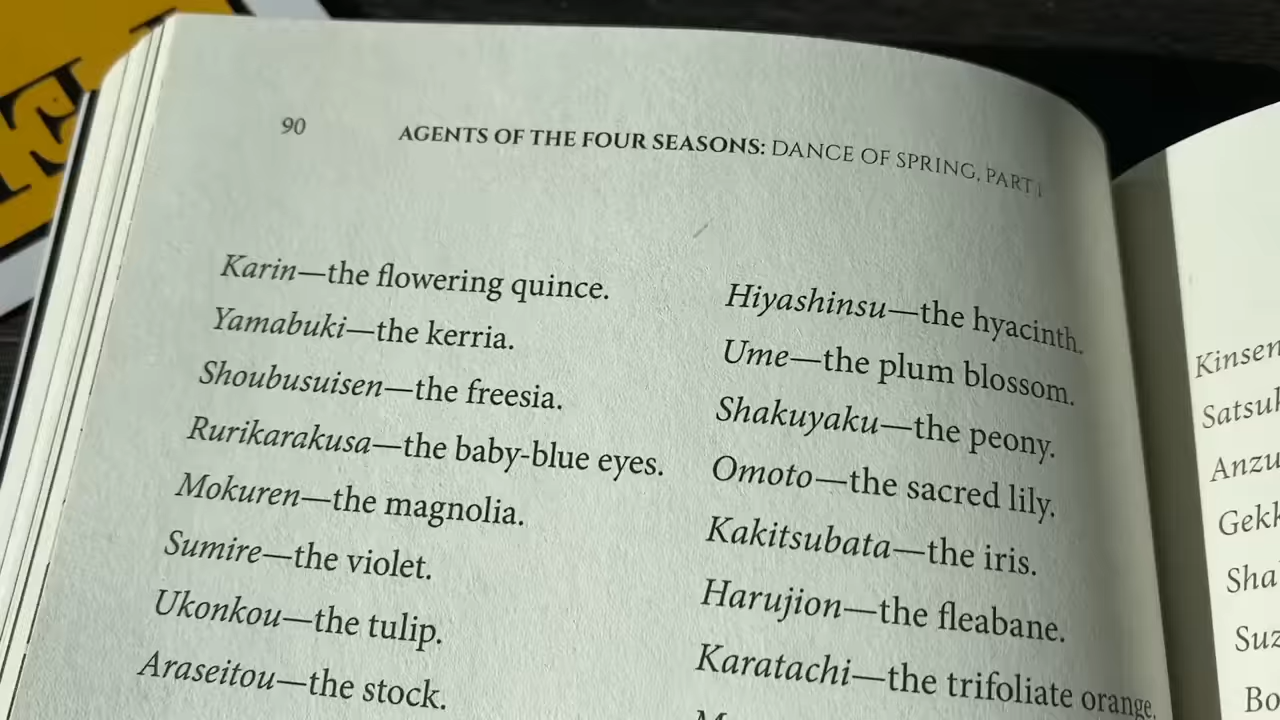 90
AGENTS OF THE FOUR SEASONS: DANCE OF SPRING, PART I
Karin—the flowering quince.
Yamabuki—the kerria.
Shoubusuisen—the freesia.
Rurikarakusa—the baby-blue eyes.
Mokuren—the magnolia.
Sumire—the violet.
Ukonkou—the tulip.
Araseitou—the stock.
Hiyashinsu—the hyacinth.
Ume—the plum blossom.
Shakuyaku—the peony.
Omoto—the sacred lily.
Kakitsubata—the iris.
Harujion—the fleabane.
Karatachi—the trifoliate orange.
Anzu